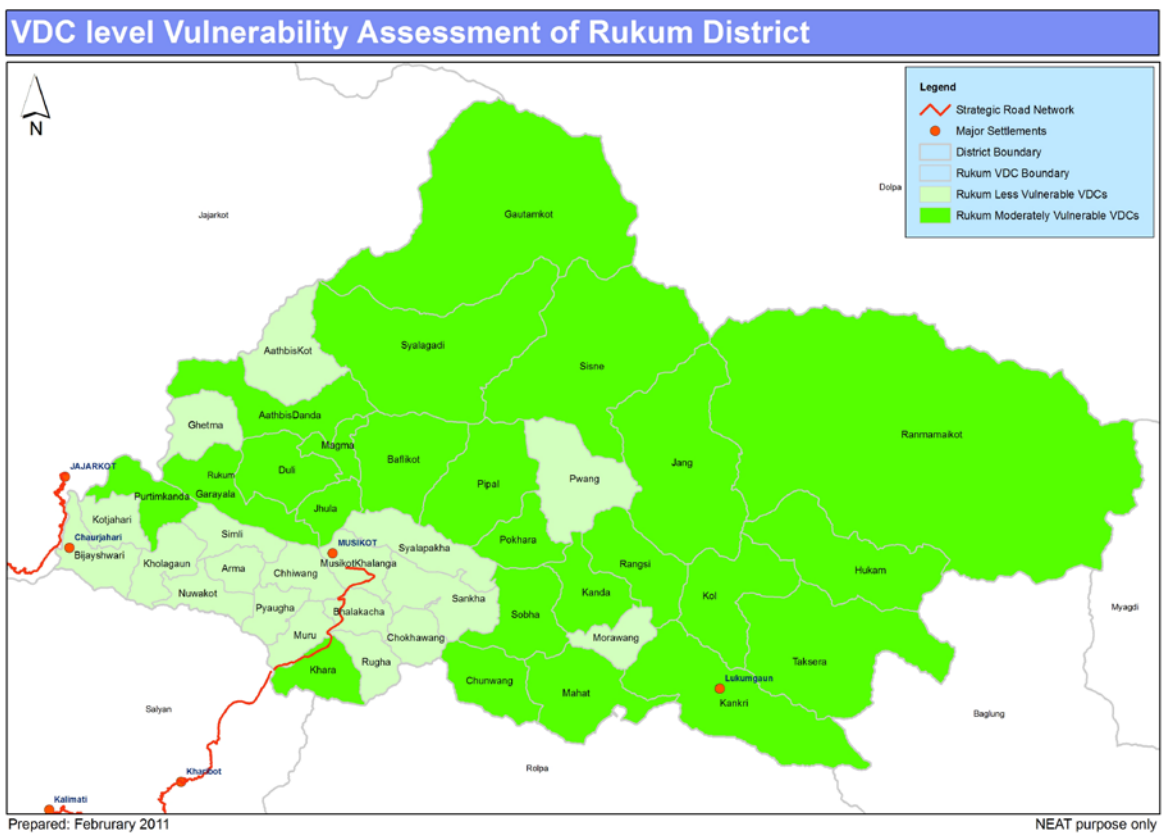 VDC level Vulnerability Assessment of Rukum District
Legend
Strategic Road Network
Major Settlements
District Boundary
Rukum VDC Boundary
Rukum Less Vulnerable VDCs
Rukum Moderately Vulnerable VDCs
N
Dolpa
Jajarkot
Gautamkot
AathbisKot
Syalagadi
Sisne
AathbisDanda
Ghetma
Ranmamaikot
Magma
Baflikot
Jang
JAJARKOT
Rukum
Duli
Pwang
Pipal
Purtimkanda
Garayala
Jhula
Kotjahari
Simli
Chaurjahari
MUSIKOT
Pokhara
Bijayshwari
Syalapakha
Kholagaun
MusikotKhalanga
Rangsi
Arma
Chhiwang
Hukam
Nuwakot
Kanda
Kol
Sankha
Pyaugha
Bhalakacha
Sobha
Myagdi
Muru
Chokhawang
Morawang
Rugha
Taksera
Khara
Chunwang
Lukumgaun
Mahat
Kankri
Salyan
Baglung
Rolpa
Kalimati
Prepared: Februrary 2011
NEAT purpose only